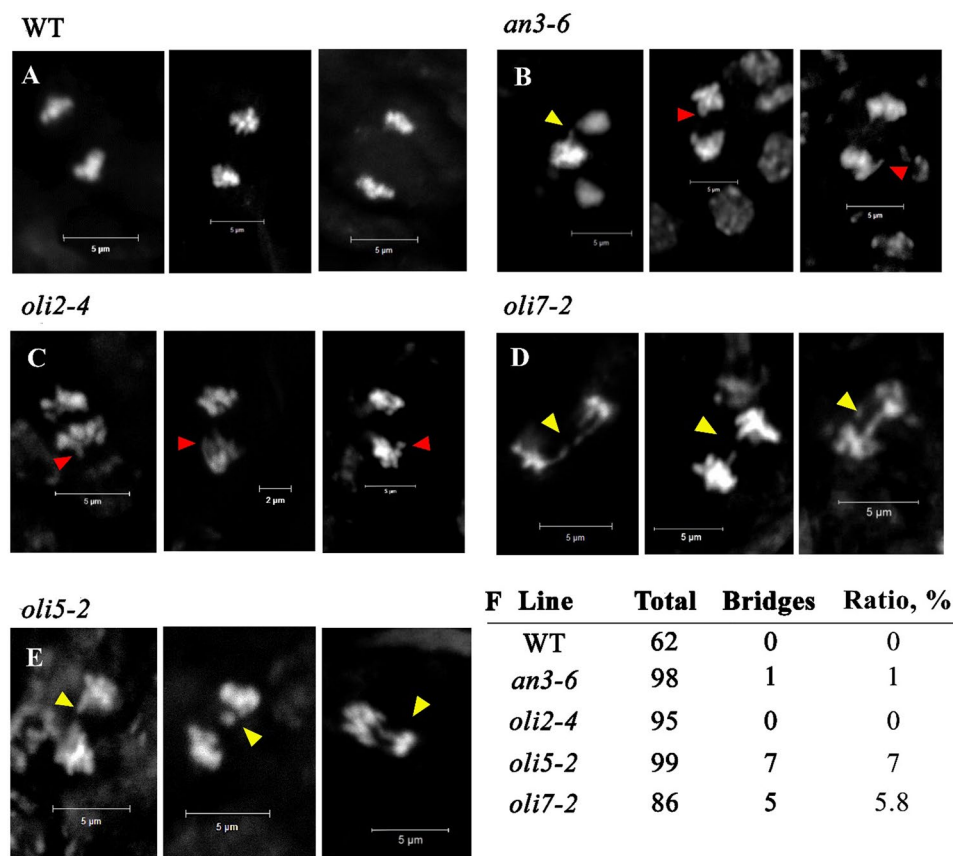 WT
an3-6
A
B
5 µm
5 µm
5 µm
5 µm
5 µm
5 µm
oli2-4
oli7-2
C
D
5 µm
2 µm
5 µm
5 µm
5 µm
5 µm
oli5-2
E
5 µm
5 µm
5 µm
F Line Total Bridges Ratio, %
WT 62 0 0
an3-6 98 1 1
oli2-4 95 0 0
oli5-2 99 7 7
oli7-2 86 5 5.8